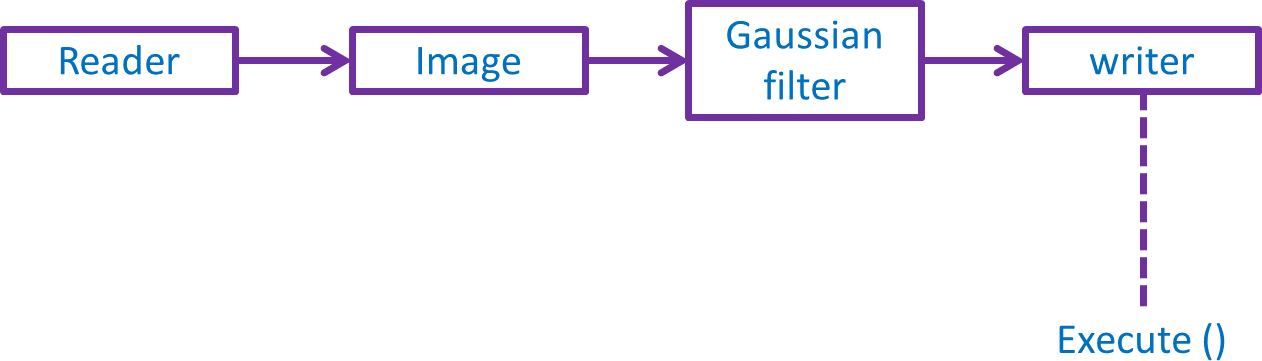 Reader
Image
Gaussian
filter
writer
Execute ()